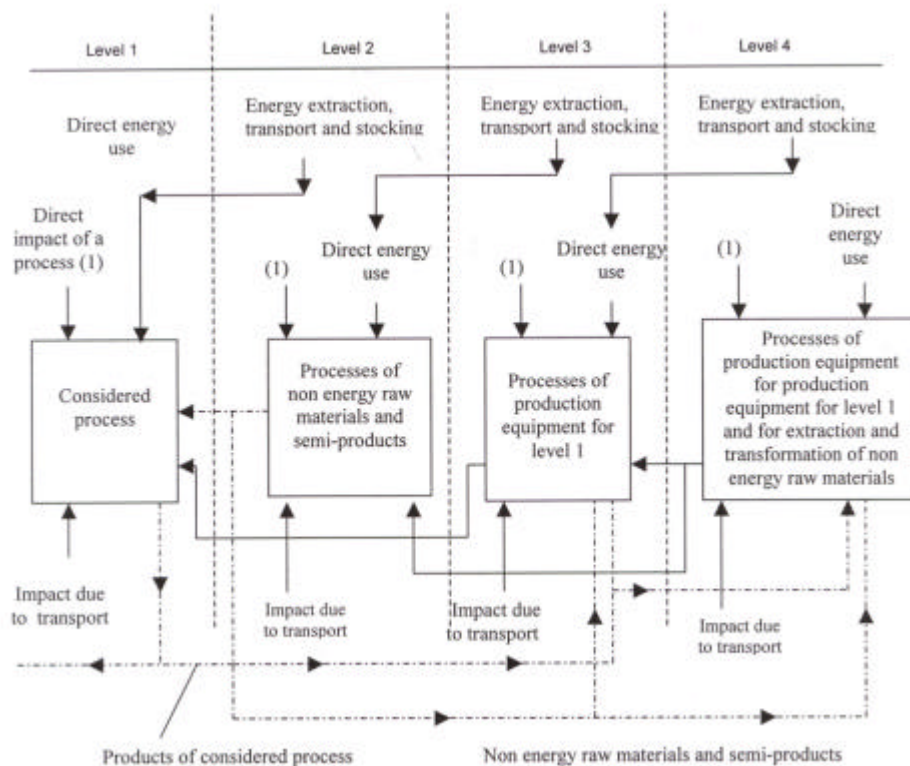 Level 1
Level 2
Level 3
Level 4
Direct energy
use
Energy extraction,
transport and stocking
Energy extraction,
transport and stocking
Energy extraction,
transport and stocking
Direct
impact of a
process (1)
(1)
Direct energy
use
(1)
Direct energy
use
(1)
Direct
energy
use
Considered
process
Processes of
non energy raw
materials and
semi-products
Processes of
production
equipment for
level 1
Processes of
production equipment
for production
equipment for level 1
and for extraction and
transformation of non
energy raw materials
Impact due
to transport
Impact due
to transport
Impact due
to transport
Impact due
to transport
Products of considered process
Non energy raw materials and semi-products